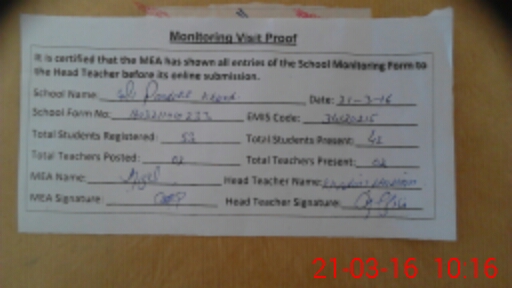 Monitoring Visit Proof
It is certified that the MEA has shown all entries of the School Monitoring Form to
the Head Teacher before its online submission.
School Name: Date: 21-3-16
School Form No: EMIS Code:
Total Students Registered: 52 Total Students Present: 42
Total Teachers Posted: 02 Total Teachers Present: 02
MEA Name: Head Teacher Name:
MEA Signature: Head Teacher Signature:
21-03-16 10:16